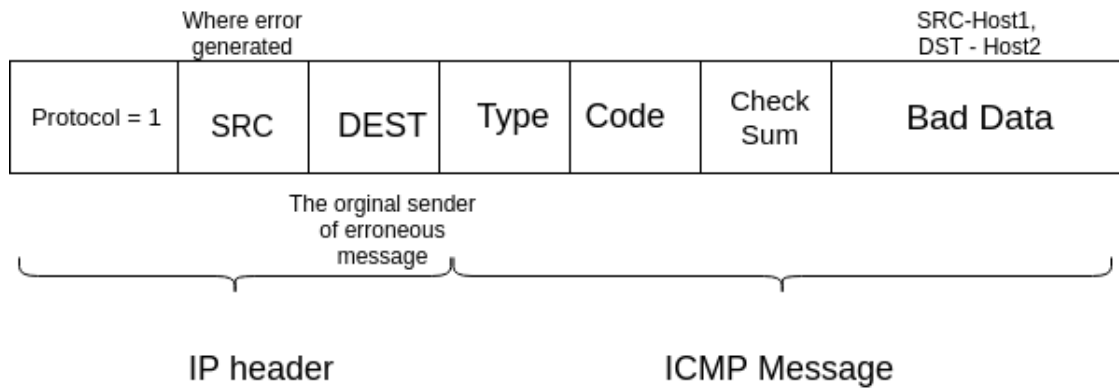 Where error
generated
SRC-Host1,
DST - Host2
Protocol = 1
SRC
DEST
Type
Code
Check
Sum
Bad Data
The orginal sender
of erroneous
message
IP header
ICMP Message